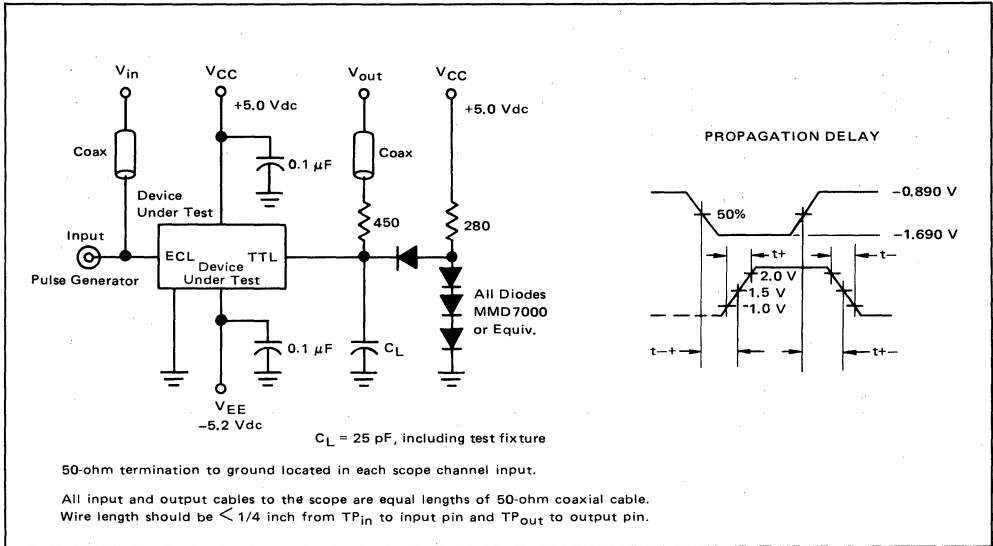 Vin
VCC
Vout
VCC
+5.0 Vdc
+5.0 Vdc
PROPAGATION DELAY
Coax
0.1 µF
Coax
Device
Under Test
450
280
-0.890 V
50%
-1.690 V
Input
ECL
TTL
Device
Under Test
Pulse Generator
t+
t-
2.0 V
1.5 V
1.0 V
All Diodes
MMD7000
or Equiv.
0.1 µF
CL
t-+
t+-
VEE
-5.2 Vdc
CL = 25 pF, including test fixture
50-ohm termination to ground located in each scope channel input.
All input and output cables to the scope are equal lengths of 50-ohm coaxial cable.
Wire length should be < 1/4 inch from TPin to input pin and TPout to output pin.